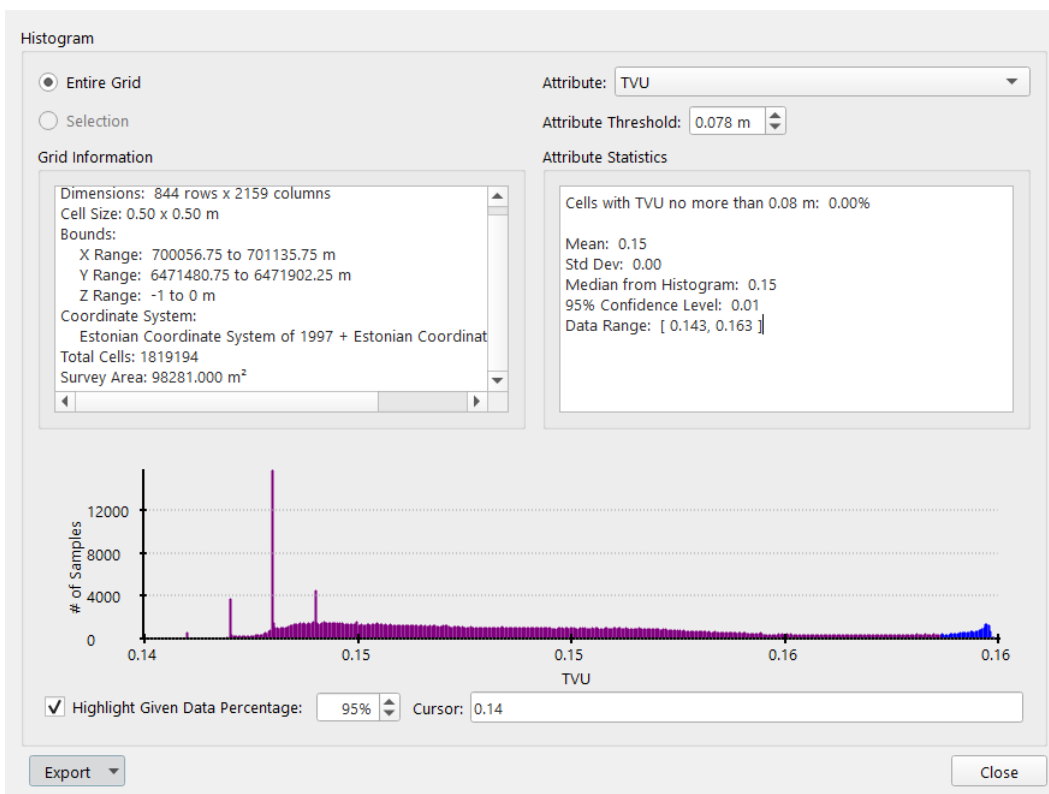 Histogram
Entire Grid
Attribute: TVU
Selection
Attribute Threshold: 0.078 m
Grid Information
Attribute Statistics
Dimensions: 844 rows x 2159 columns
Cell Size: 0.50 x 0.50 m
Bounds:
X Range: 700056.75 to 701135.75 m
Y Range: 6471480.75 to 6471902.25 m
Z Range: -1 to 0 m
Coordinate System:
Estonian Coordinate System of 1997 + Estonian Coordinat
Total Cells: 1819194
Survey Area: 98281.000 m²
Cells with TVU no more than 0.08 m: 0.00%
Mean: 0.15
Std Dev: 0.00
Median from Histogram: 0.15
95% Confidence Level: 0.01
Data Range: [ 0.143, 0.163 ]
# of Samples
12000
8000
4000
0
0.14 0.15 0.15 0.16 0.16
TVU
Highlight Given Data Percentage: 95% Cursor: 0.14
Export Close